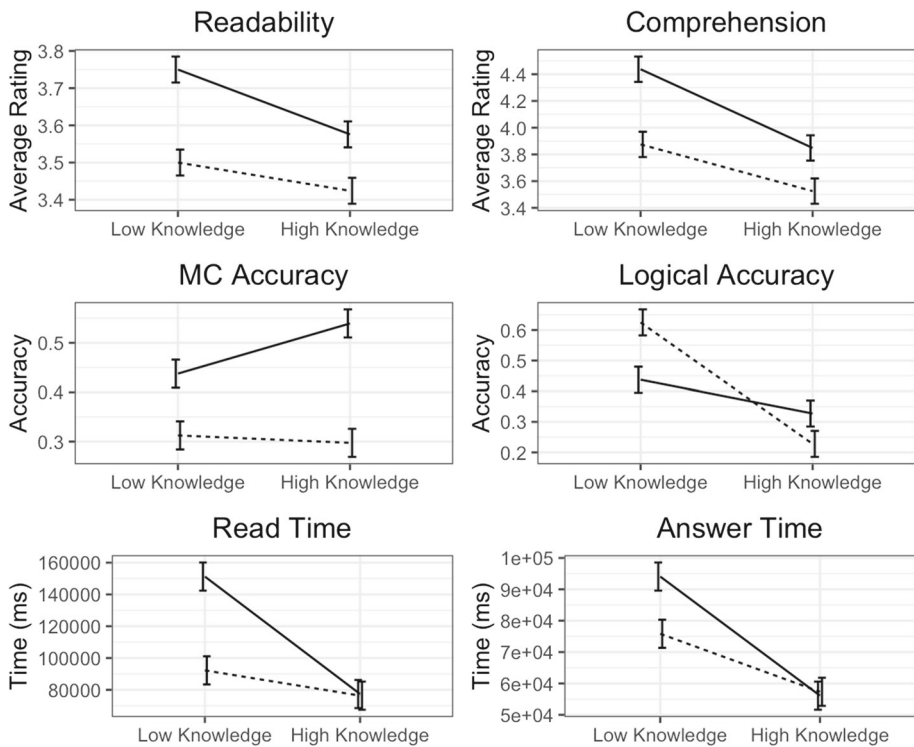 Readability
Average Rating
3.8
3.7
3.6
3.5
3.4
Low Knowledge High Knowledge
Comprehension
Average Rating
4.4
4.2
4.0
3.8
3.6
3.4
Low Knowledge High Knowledge
MC Accuracy
Accuracy
0.5
0.4
0.3
Low Knowledge High Knowledge
Logical Accuracy
Accuracy
0.6
0.5
0.4
0.3
0.2
Low Knowledge High Knowledge
Read Time
Time (ms)
160000
140000
120000
100000
80000
Low Knowledge High Knowledge
Answer Time
Time (ms)
1e+05
9e+04
8e+04
7e+04
6e+04
5e+04
Low Knowledge High Knowledge